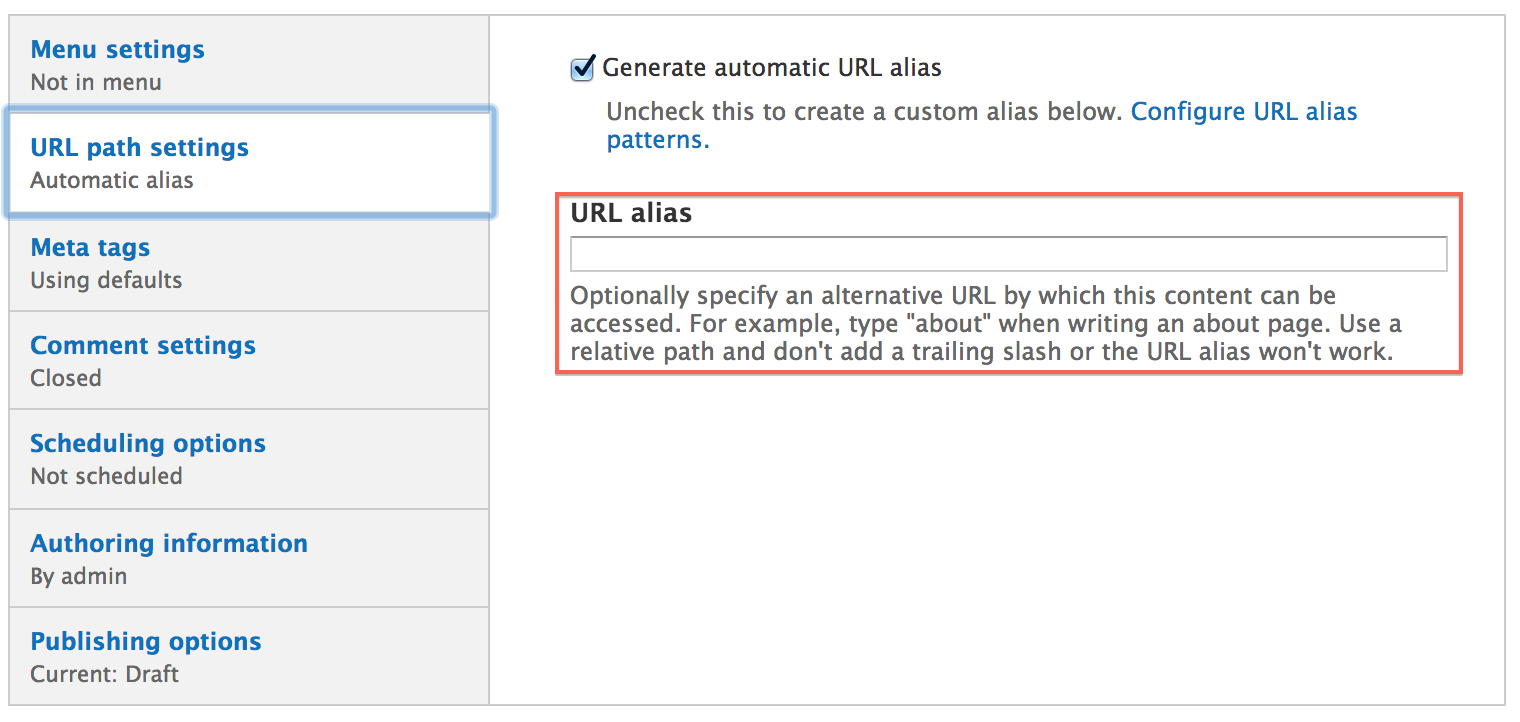 Menu settings
Not in menu
URL path settings
Automatic alias
Meta tags
Using defaults
Comment settings
Closed
Scheduling options
Not scheduled
Authoring information
By admin
Publishing options
Current: Draft
Generate automatic URL alias
Uncheck this to create a custom alias below. Configure URL alias
patterns.
URL alias
Optionally specify an alternative URL by which this content can be
accessed. For example, type "about" when writing an about page. Use a
relative path and don't add a trailing slash or the URL alias won't work.